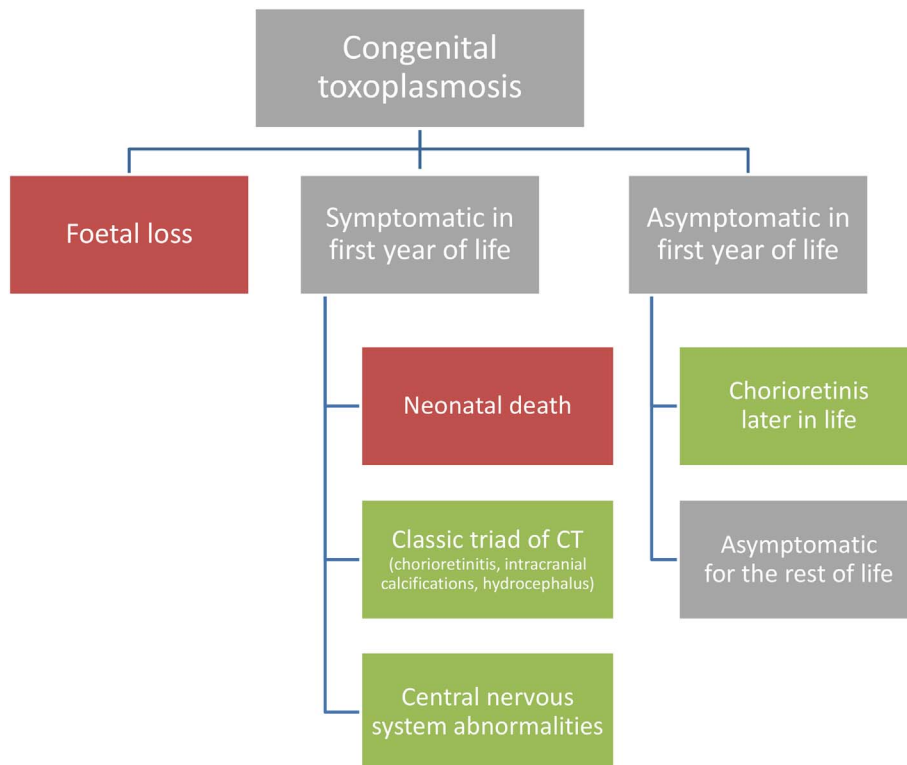 Congenital
toxoplasmosis
Foetal loss
Symptomatic in
first year of life
Asymptomatic in
first year of life
Neonatal death
Classic triad of CT
(chorioretinitis, intracranial
calcifications, hydrocephalus)
Central nervous
system abnormalities
Chorioretinis
later in life
Asymptomatic
for the rest of life